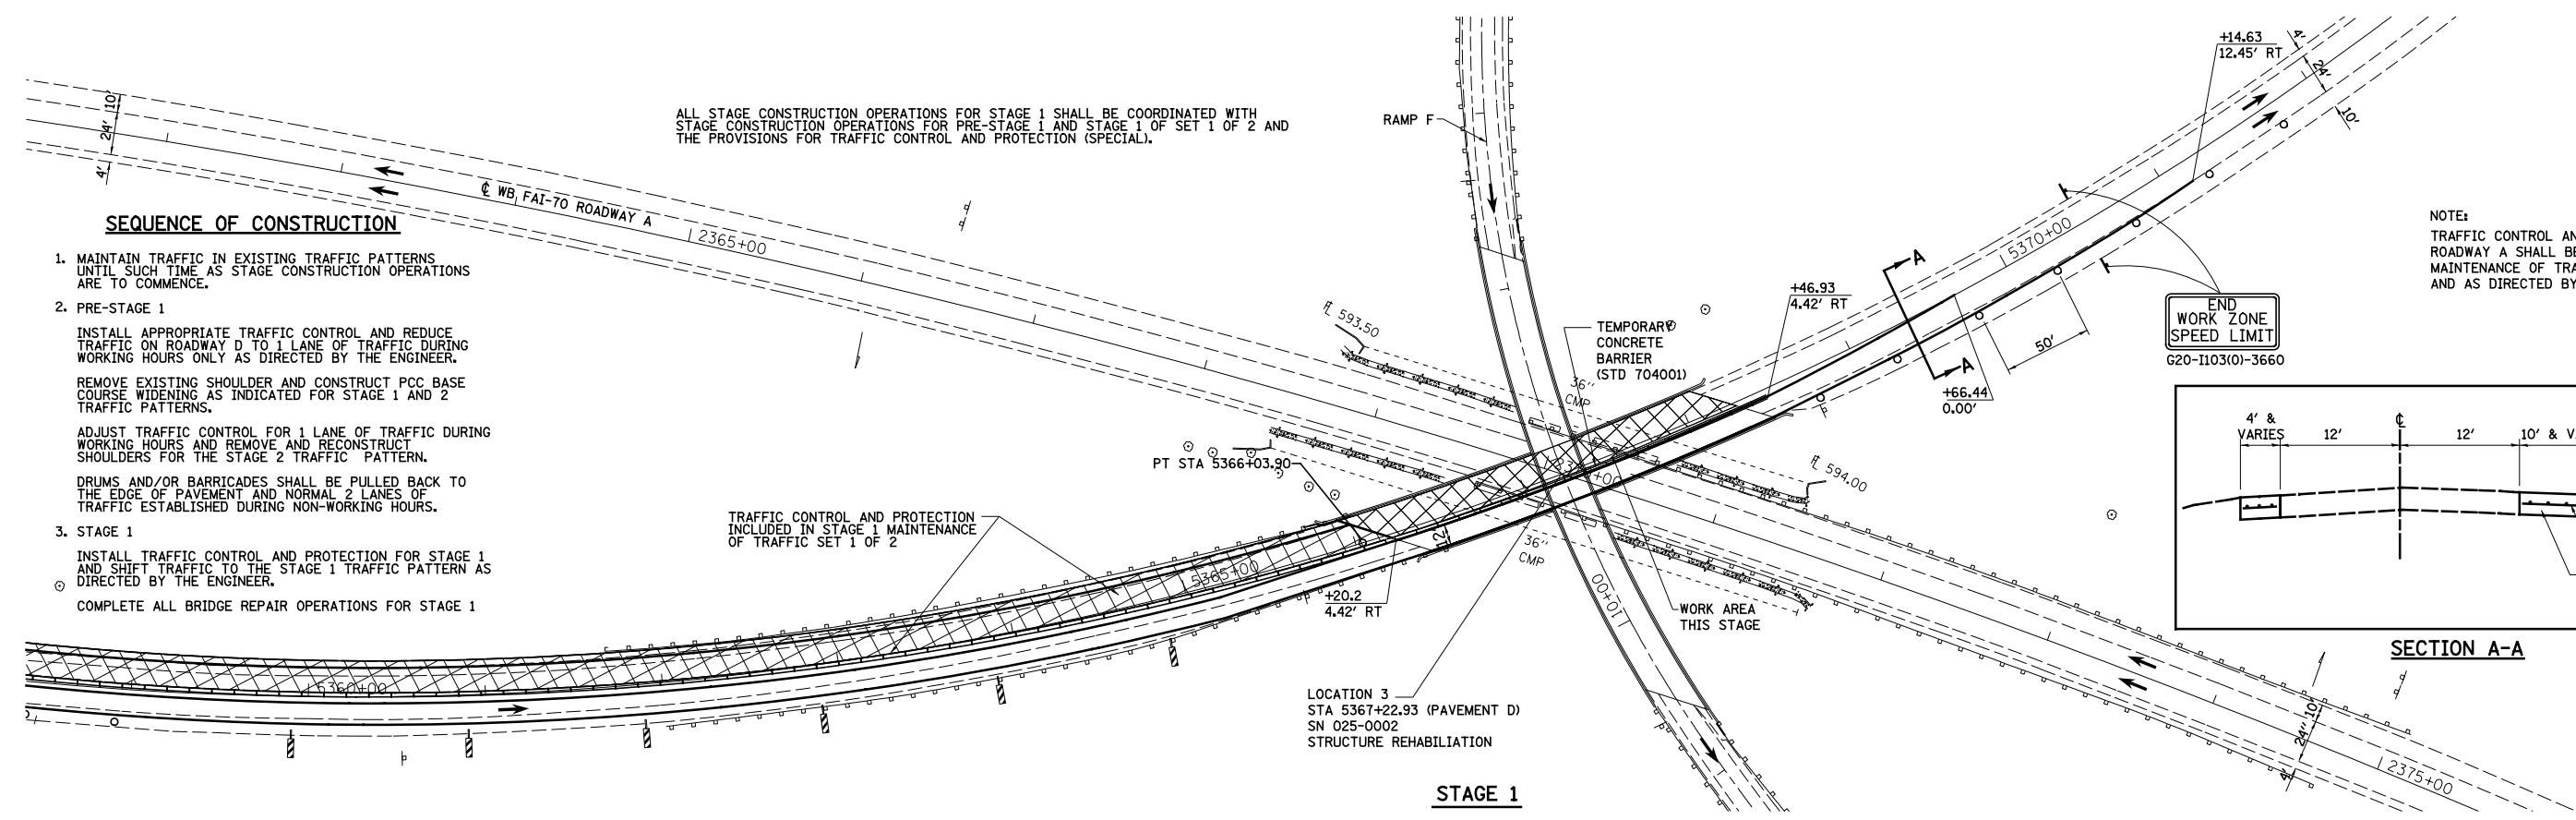 ALL STAGE CONSTRUCTION OPERATIONS FOR STAGE 1 SHALL BE COORDINATED WITH
STAGE CONSTRUCTION OPERATIONS FOR PRE-STAGE 1 AND STAGE 1 OF SET 1 OF 2 AND
THE PROVISIONS FOR TRAFFIC CONTROL AND PROTECTION (SPECIAL).
10'
24'
4'
℄ WB FAI-70 ROADWAY A
2365+00
SEQUENCE OF CONSTRUCTION
1. MAINTAIN TRAFFIC IN EXISTING TRAFFIC PATTERNS
UNTIL SUCH TIME AS STAGE CONSTRUCTION OPERATIONS
ARE TO COMMENCE.
2. PRE-STAGE 1
INSTALL APPROPRIATE TRAFFIC CONTROL AND REDUCE
TRAFFIC ON ROADWAY D TO 1 LANE OF TRAFFIC DURING
WORKING HOURS ONLY AS DIRECTED BY THE ENGINEER.
REMOVE EXISTING SHOULDER AND CONSTRUCT PCC BASE
COURSE WIDENING AS INDICATED FOR STAGE 1 AND 2
TRAFFIC PATTERNS.
ADJUST TRAFFIC CONTROL FOR 1 LANE OF TRAFFIC DURING
WORKING HOURS AND REMOVE AND RECONSTRUCT
SHOULDERS FOR THE STAGE 2 TRAFFIC PATTERN.
DRUMS AND/OR BARRICADES SHALL BE PULLED BACK TO
THE EDGE OF PAVEMENT AND NORMAL 2 LANES OF
TRAFFIC ESTABLISHED DURING NON-WORKING HOURS.
3. STAGE 1
INSTALL TRAFFIC CONTROL AND PROTECTION FOR STAGE 1
AND SHIFT TRAFFIC TO THE STAGE 1 TRAFFIC PATTERN AS
DIRECTED BY THE ENGINEER.
COMPLETE ALL BRIDGE REPAIR OPERATIONS FOR STAGE 1
5360+00
TRAFFIC CONTROL AND PROTECTION
INCLUDED IN STAGE 1 MAINTENANCE
OF TRAFFIC SET 1 OF 2
5365+00
PT STA 5366+03.90
+20.2
4.42' RT
12'
RAMP F
593.50
36''
CMP
36''
CMP
TEMPORARY
CONCRETE
BARRIER
(STD 704001)
+46.93
4.42' RT
594.00
10+00
WORK AREA
THIS STAGE
LOCATION 3
STA 5367+22.93 (PAVEMENT D)
SN 025-0002
STRUCTURE REHABILIATION
STAGE 1
A
A
5370+00
+66.44
0.00'
50'
+14.63
12.45' RT
4'
24'
10'
END
WORK ZONE
SPEED LIMIT
G20-I103(0)-3660
NOTE:
TRAFFIC CONTROL AN
ROADWAY A SHALL BE
MAINTENANCE OF TRA
AND AS DIRECTED BY
4' &
VARIES
12'
℄
12'
10' & V
SECTION A-A
10'
24'
4'
2375+00